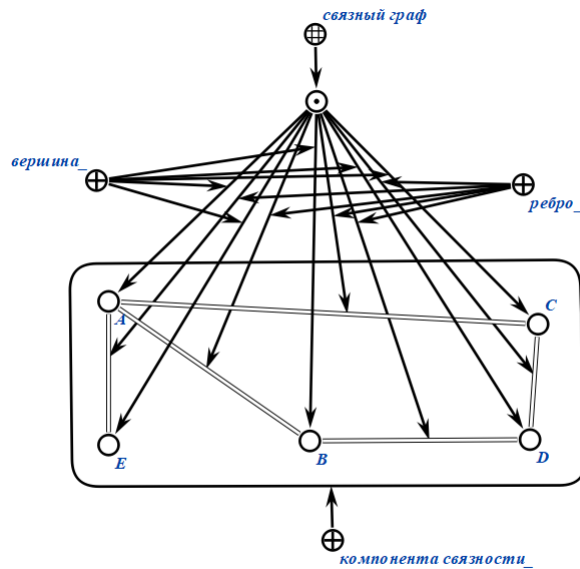 связный граф
вершина_
ребро_
A
C
E
B
D
компонента связности_